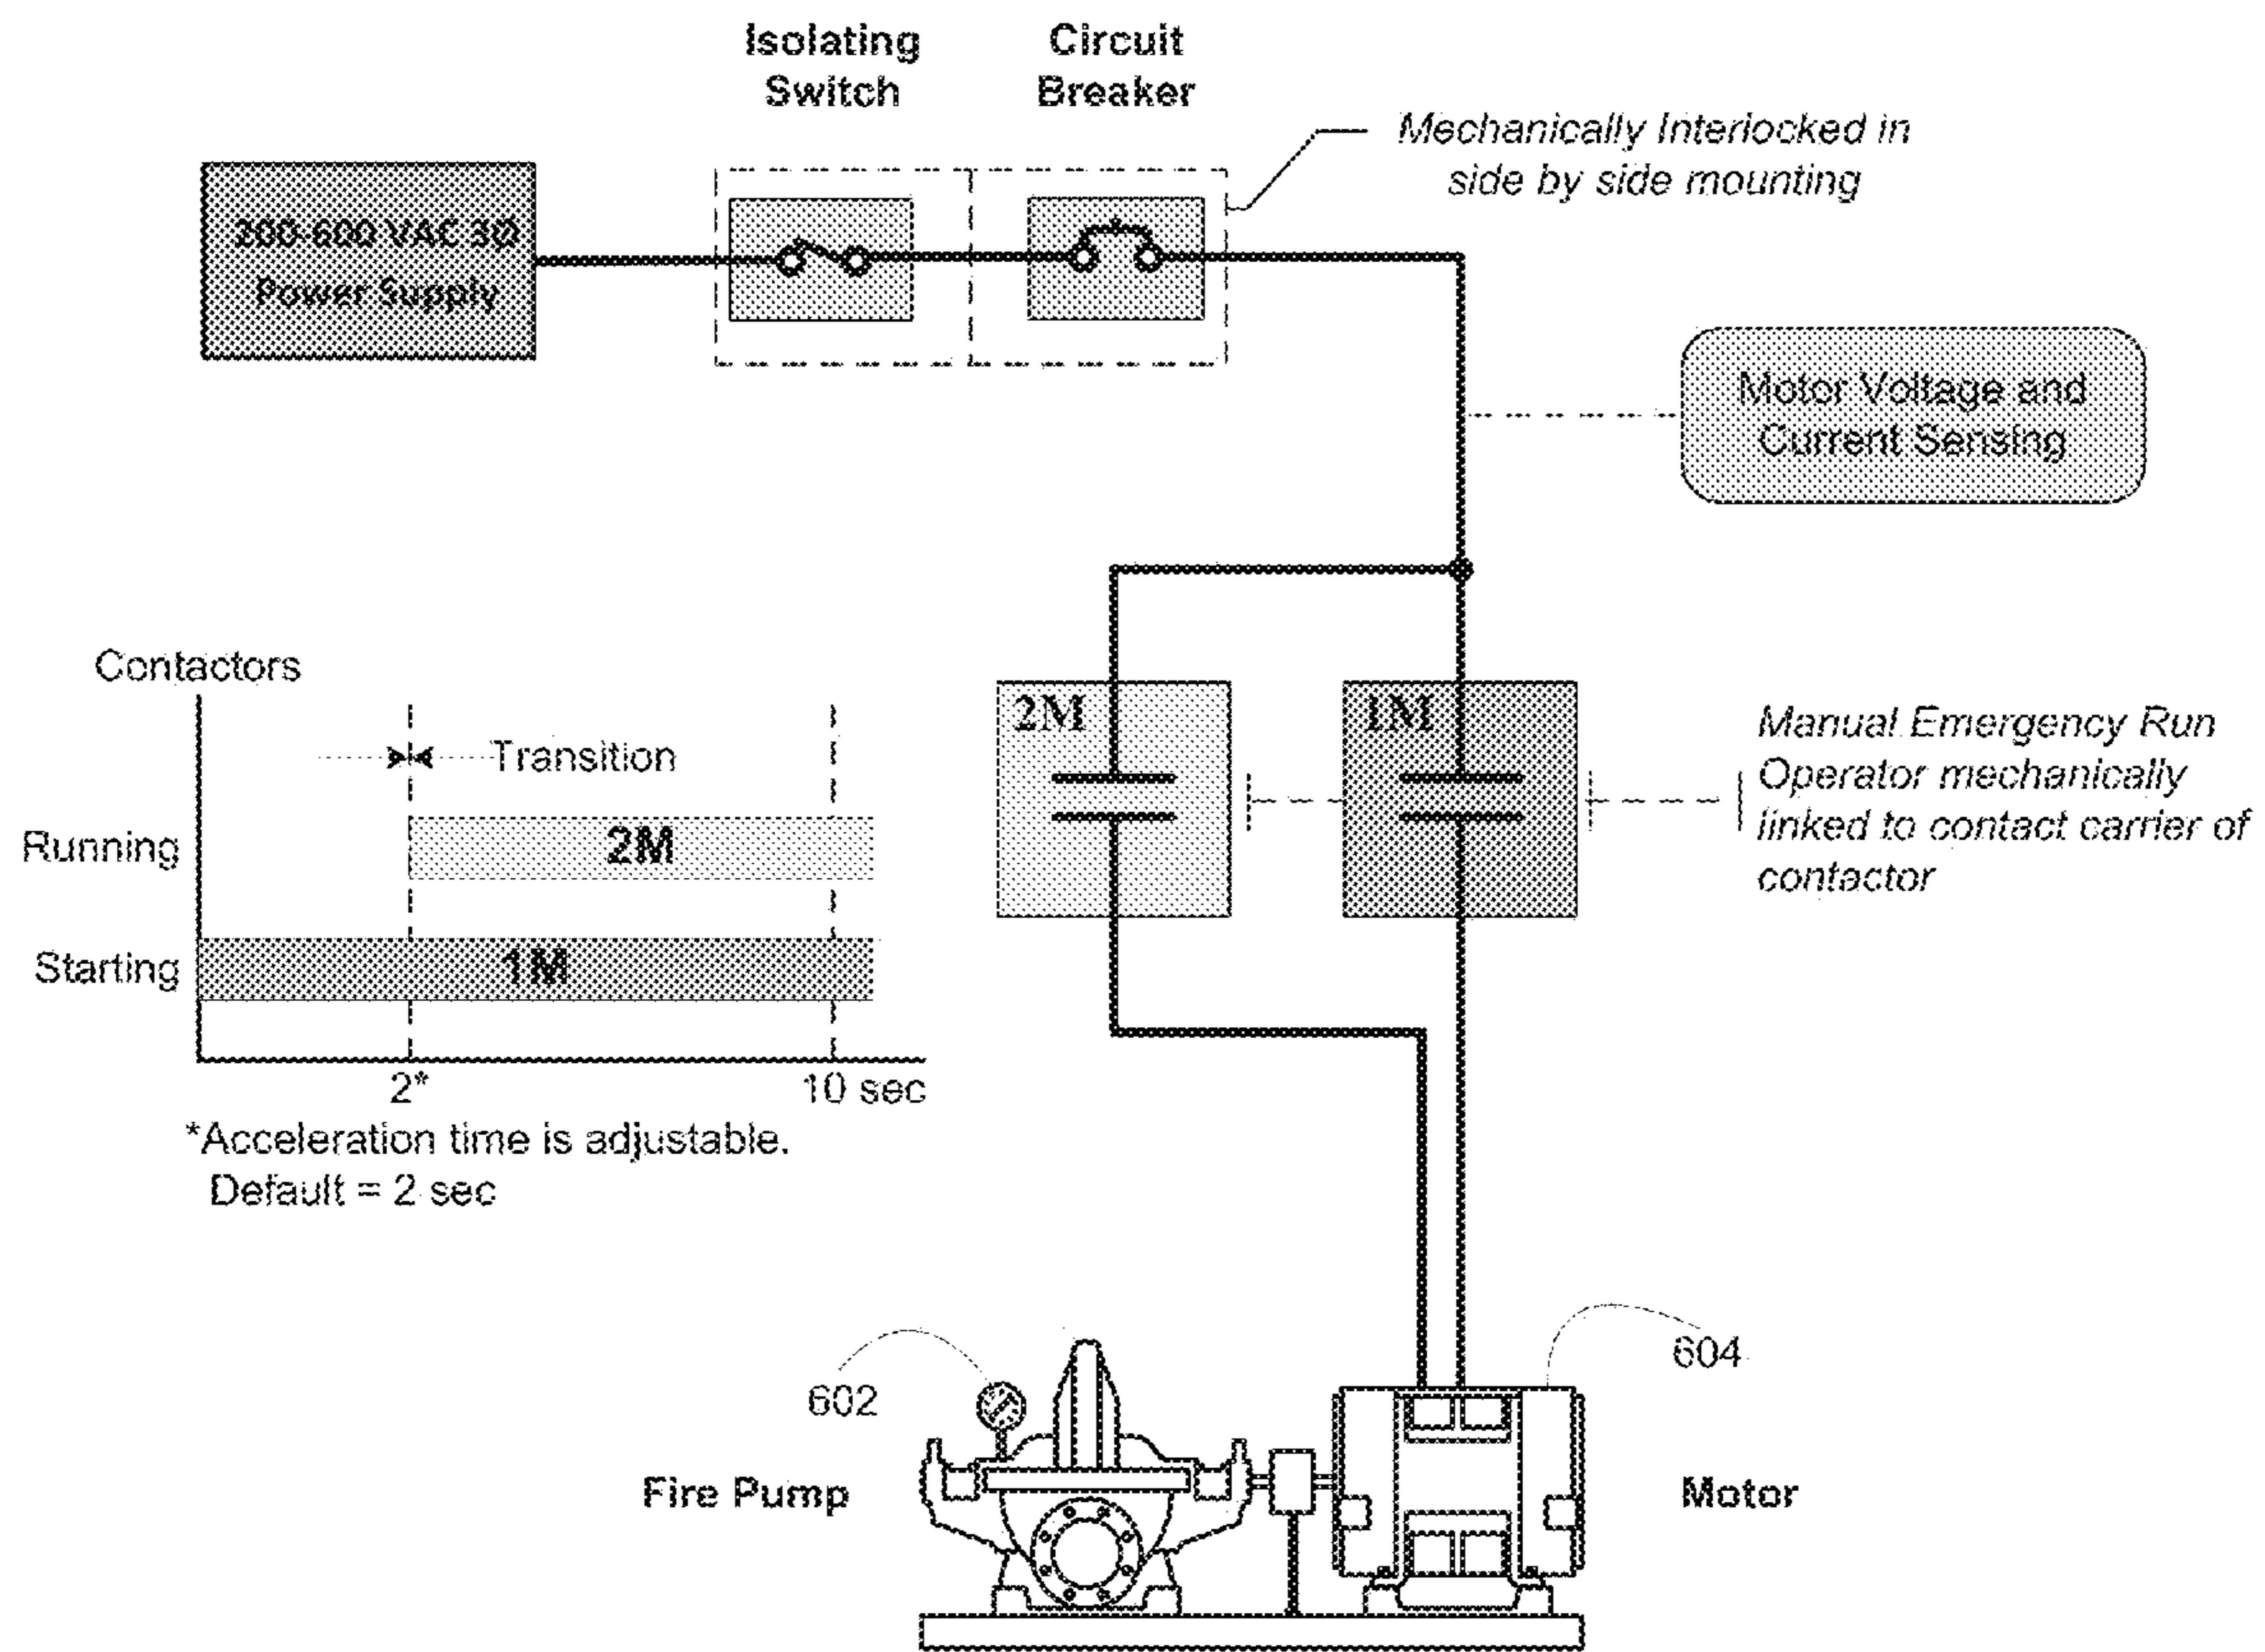 Isolating
Switch
Circuit
Breaker
Mechanically Interlocked in
side by side mounting
200-600 VAC 3Ø
Power Supply
Motor Voltage and
Current Sensing
Contactors
Transition
Running
2M
Starting
1M
2*
10 sec
*Acceleration time is adjustable.
Default = 2 sec
2M
1M
Manual Emergency Run
Operator mechanically
linked to contact carrier of
contactor
602
604
Fire Pump
Motor